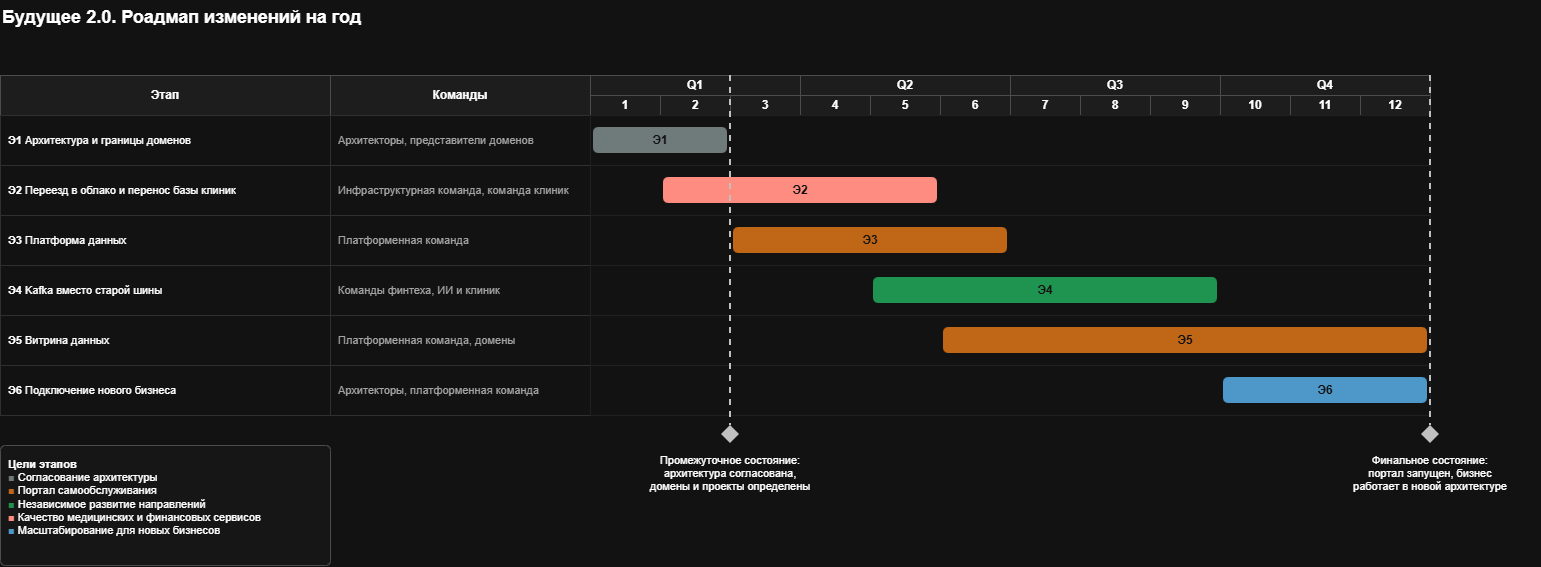 Будущее 2.0. Роадмап изменений на год
Этап
Команды
Q1
Q2
Q3
Q4
1
2
3
4
5
6
7
8
9
10
11
12
Э1 Архитектура и границы доменов
Архитекторы, представители доменов
Э1
Э2 Переезд в облако и перенос базы клиник
Инфраструктурная команда, команда клиник
Э2
Э3 Платформа данных
Платформенная команда
Э3
Э4 Kafka вместо старой шины
Команды финтеха, ИИ и клиник
Э4
Э5 Витрина данных
Платформенная команда, домены
Э5
Э6 Подключение нового бизнеса
Архитекторы, платформенная команда
Э6
Промежуточное состояние:
архитектура согласована,
домены и проекты определены
Финальное состояние:
портал запущен, бизнес
работает в новой архитектуре
Цели этапов
Согласование архитектуры
Портал самообслуживания
Независимое развитие направлений
Качество медицинских и финансовых сервисов
Масштабирование для новых бизнесов